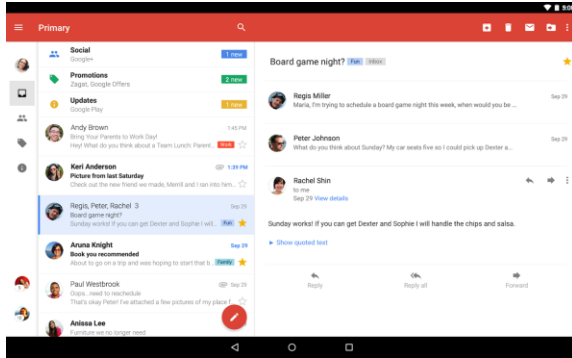 5:00
Primary
Social
Google+
1 new
Promotions
Zagat, Google Offers
2 new
Updates
Google Play
1 new
Andy Brown
1:45 PM
Bring Your Parents to Work Day!
Hey! What do you think about a Team Lunch: Parent...
Work
Keri Anderson
1:39 PM
Picture from last Saturday
Check out the new friend we made, Merrill and I ran into him...
Regis, Peter, Rachel 3
Sep 29
Board game night?
Sunday works! If you can get Dexter and Sophie I wil...
Fun
Aruna Knight
Sep 29
Book you recommended
About to go on a trip and was hoping to start that b...
Family
Paul Westbrook
Sep 29
Oops...need to reschedule
That's okay Peter! I've attached a few pictures of my place f...
Anissa Lee
Furniture we no longer need
Board game night?
Fun
Inbox
Regis Miller
Sep 29
Maria, I'm trying to schedule a board game night this week, when would you be ...
Peter Johnson
Sep 29
What do you think about Sunday? My car seats five so I could pick up Dexter a...
Rachel Shin
to me
Sep 29 View details
Sunday works! If you can get Dexter and Sophie I will handle the chips and salsa.
Show quoted text
Reply
Reply all
Forward